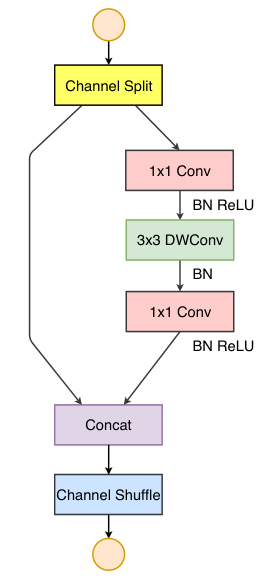 Channel Split
1x1 Conv
BN ReLU
3x3 DWConv
BN
1x1 Conv
BN ReLU
Concat
Channel Shuffle